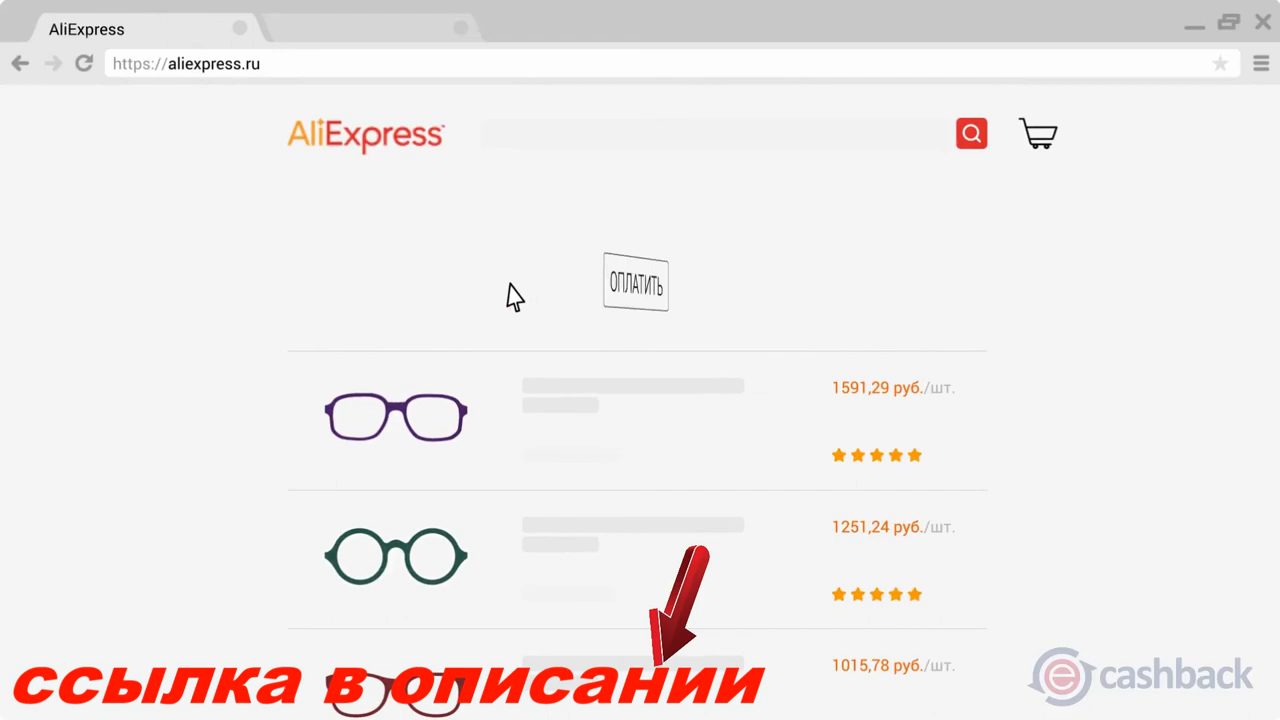 AliExpress
https://aliexpress.ru
AliExpress
ОПЛАТИТЬ
1591,29 руб./шт.
1251,24 руб./шт.
1015,78 руб./шт.
ссылка в описании
e cashback